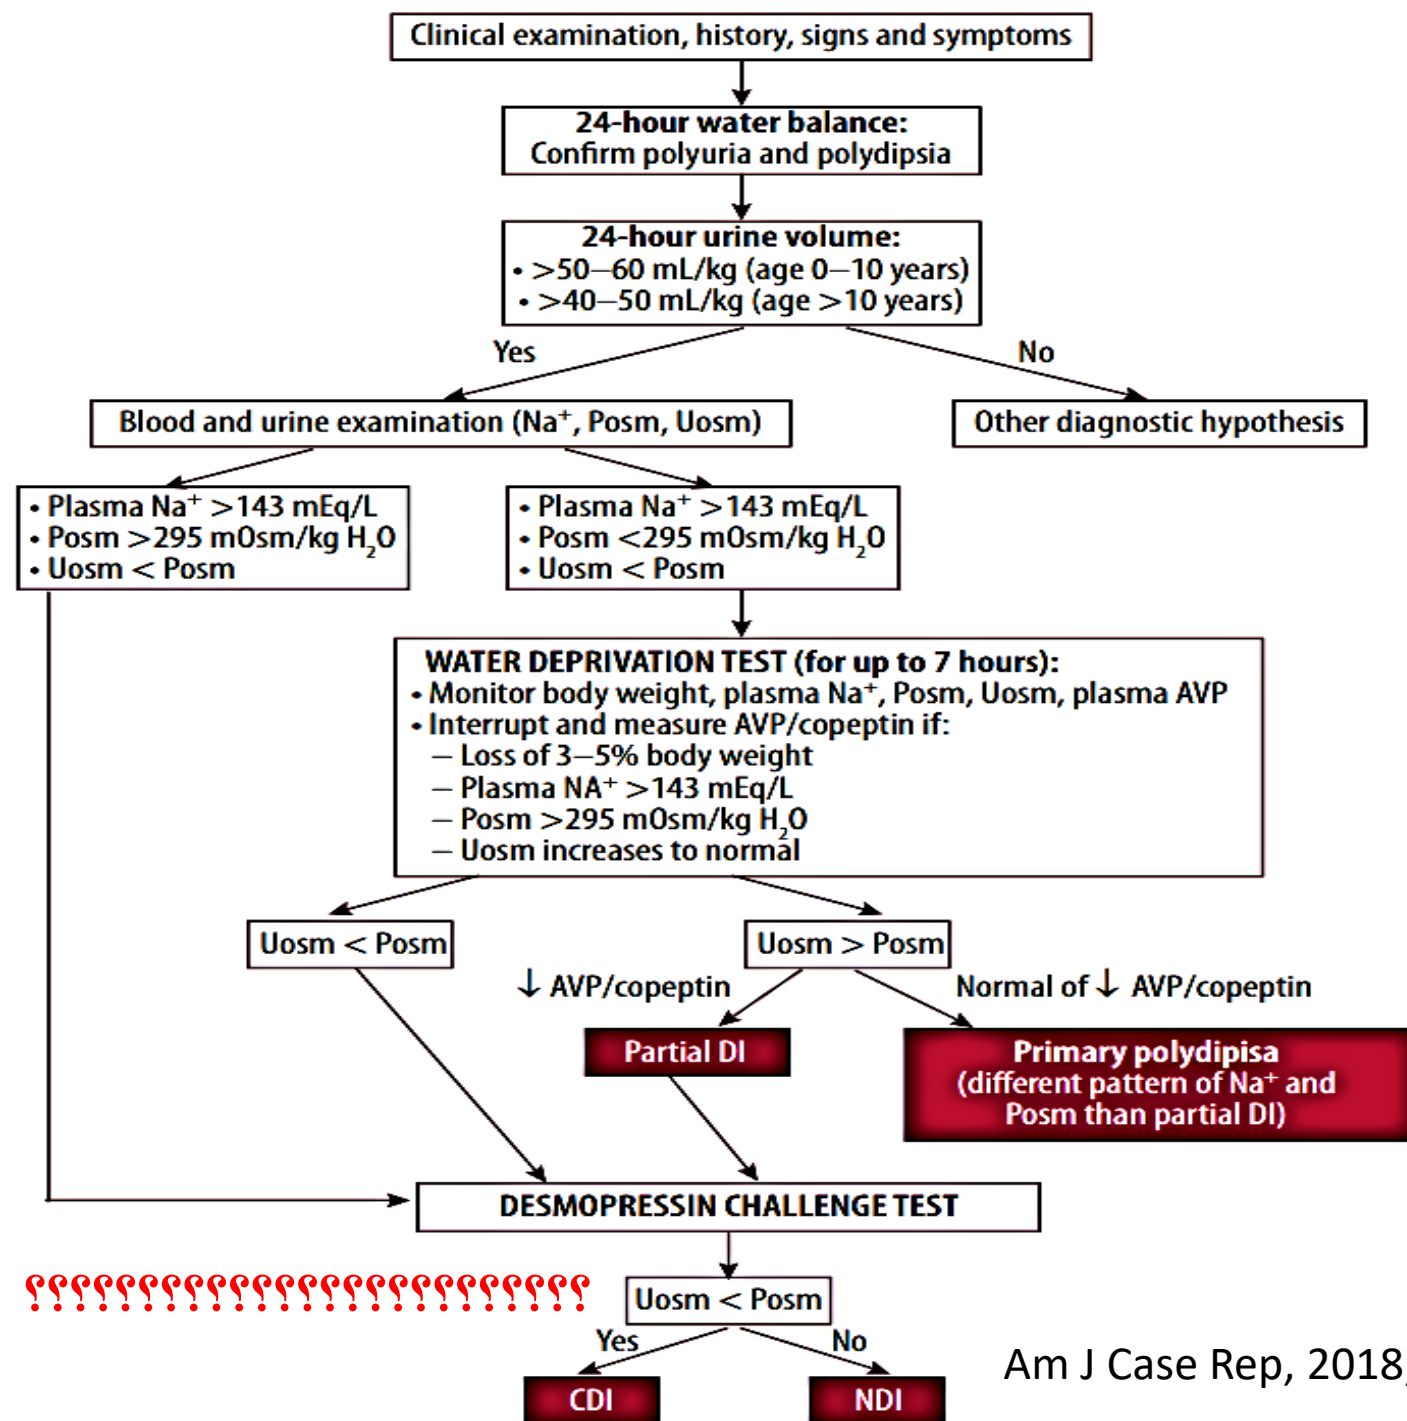 Clinical examination, history, signs and symptoms
24-hour water balance:
Confirm polyuria and polydipsia
24-hour urine volume:
• >50–60 mL/kg (age 0–10 years)
• >40–50 mL/kg (age >10 years)
Yes
No
Blood and urine examination (Na⁺, Posm, Uosm)
Other diagnostic hypothesis
• Plasma Na⁺ >143 mEq/L
• Posm >295 mOsm/kg H₂O
• Uosm < Posm
• Plasma Na⁺ >143 mEq/L
• Posm <295 mOsm/kg H₂O
• Uosm < Posm
WATER DEPRIVATION TEST (for up to 7 hours):
• Monitor body weight, plasma Na⁺, Posm, Uosm, plasma AVP
• Interrupt and measure AVP/copeptin if:
– Loss of 3–5% body weight
– Plasma NA⁺ >143 mEq/L
– Posm >295 mOsm/kg H₂O
– Uosm increases to normal
Uosm < Posm
Uosm > Posm
↓ AVP/copeptin
Normal of ↓ AVP/copeptin
Partial DI
Primary polydipisa
(different pattern of Na⁺ and
Posm than partial DI)
DESMOPRESSIN CHALLENGE TEST
؟؟؟؟؟؟؟؟؟؟؟؟؟؟؟؟؟؟؟؟؟؟؟؟؟
Uosm < Posm
Yes
No
CDI
NDI
Am J Case Rep, 2018,